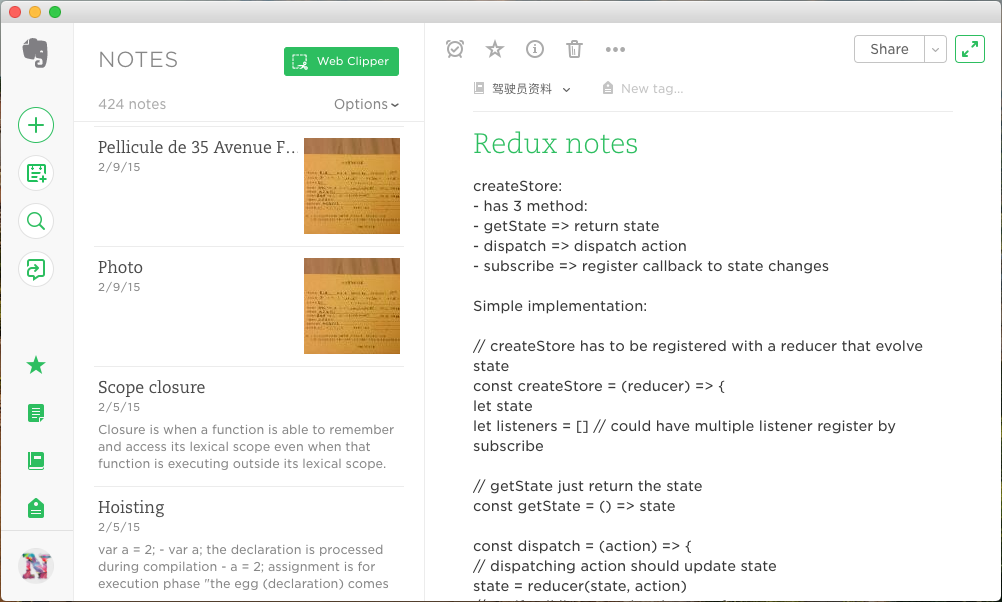 NOTES
Web Clipper
424 notes
Options
Pellicule de 35 Avenue F...
2/9/15
Photo
2/9/15
Scope closure
2/5/15
Closure is when a function is able to remember
and access its lexical scope even when that
function is executing outside its lexical scope.
Hoisting
2/5/15
var a = 2; - var a; the declaration is processed
during compilation - a = 2; assignment is for
execution phase "the egg (declaration) comes
Share
驾驶员资料
New tag...
Redux notes
createStore:
- has 3 method:
- getState => return state
- dispatch => dispatch action
- subscribe => register callback to state changes
Simple implementation:
// createStore has to be registered with a reducer that evolve
state
const createStore = (reducer) => {
let state
let listeners = [] // could have multiple listener register by
subscribe
// getState just return the state
const getState = () => state
const dispatch = (action) => {
// dispatching action should update state
state = reducer(state, action)